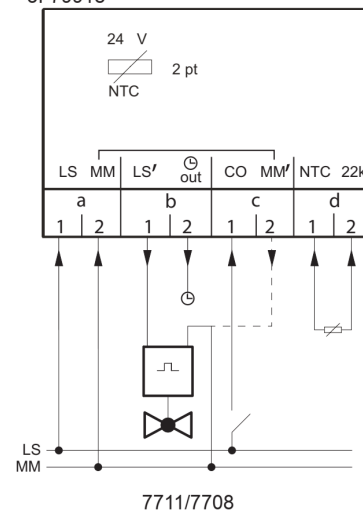 24 V
2 pt
NTC
LS MM LS' out CO MM' NTC 22k
a b c d
1 2 1 2 1 2 1 2
LS
MM
7711/7708